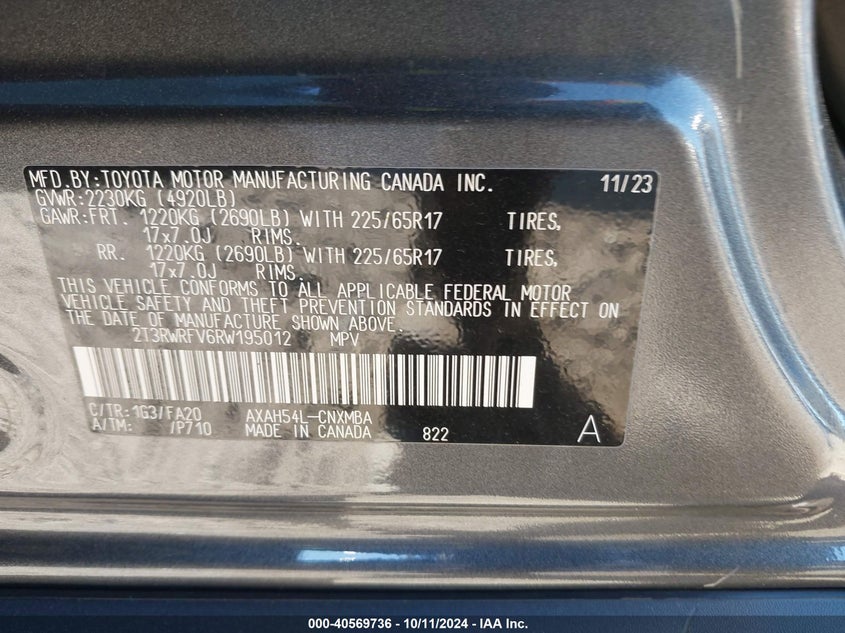 MFD.BY:TOYOTA MOTOR MANUFACTURING CANADA INC. 11/23
GVWR:2230KG (4920LB)
GAWR:FRT. 1220KG (2690LB) WITH 225/65R17 TIRES,
17x7.0J RIMS.
RR. 1220KG (2690LB) WITH 225/65R17 TIRES,
17x7.0J RIMS.
THIS VEHICLE CONFORMS TO ALL APPLICABLE FEDERAL MOTOR
VEHICLE SAFETY AND THEFT PREVENTION STANDARDS IN EFFECT ON
THE DATE OF MANUFACTURE SHOWN ABOVE.
2T3RWRFV6RW195012 MPV
C/TR:1G3/FA20 AXAH54L-CNXMBA
A/TM: /P710 MADE IN CANADA 822 A
000-40569736 - 10/11/2024 - IAA Inc.